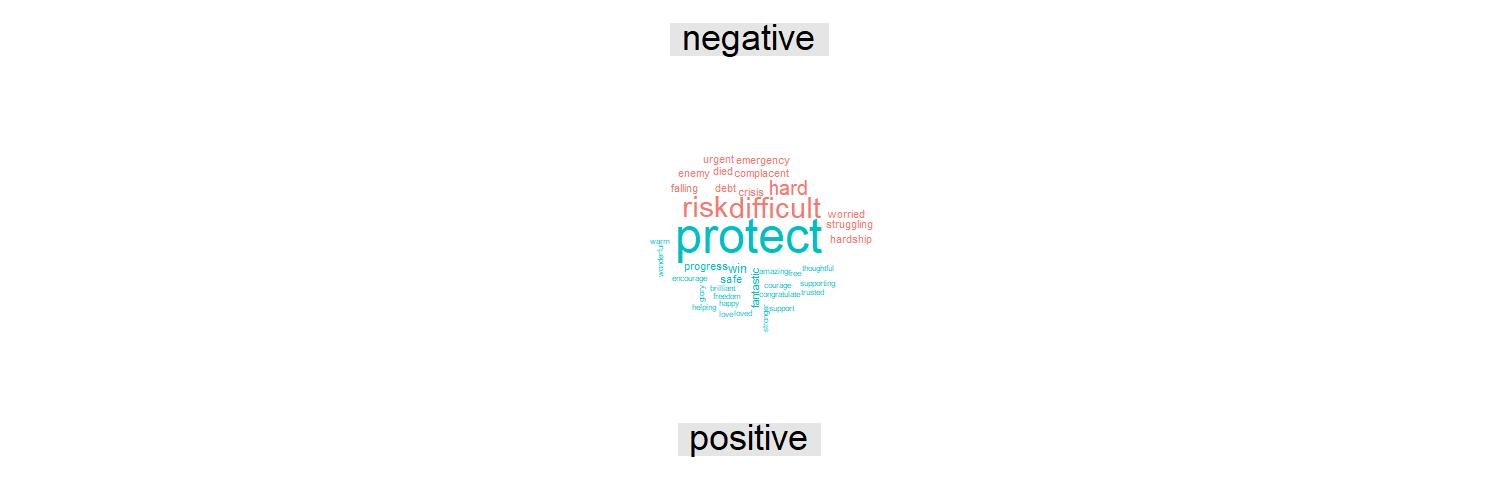 negative
urgent emergency
enemy died complacent
falling debt crisis hard
risk difficult worried
struggling
protect
hardship
warm
wonderful
progress win
amazing free thoughtful
encourage safe fantastic
courage supporting
brilliant
glory
freedom congratulate trusted
happy
helping support
love loved
stronger
positive